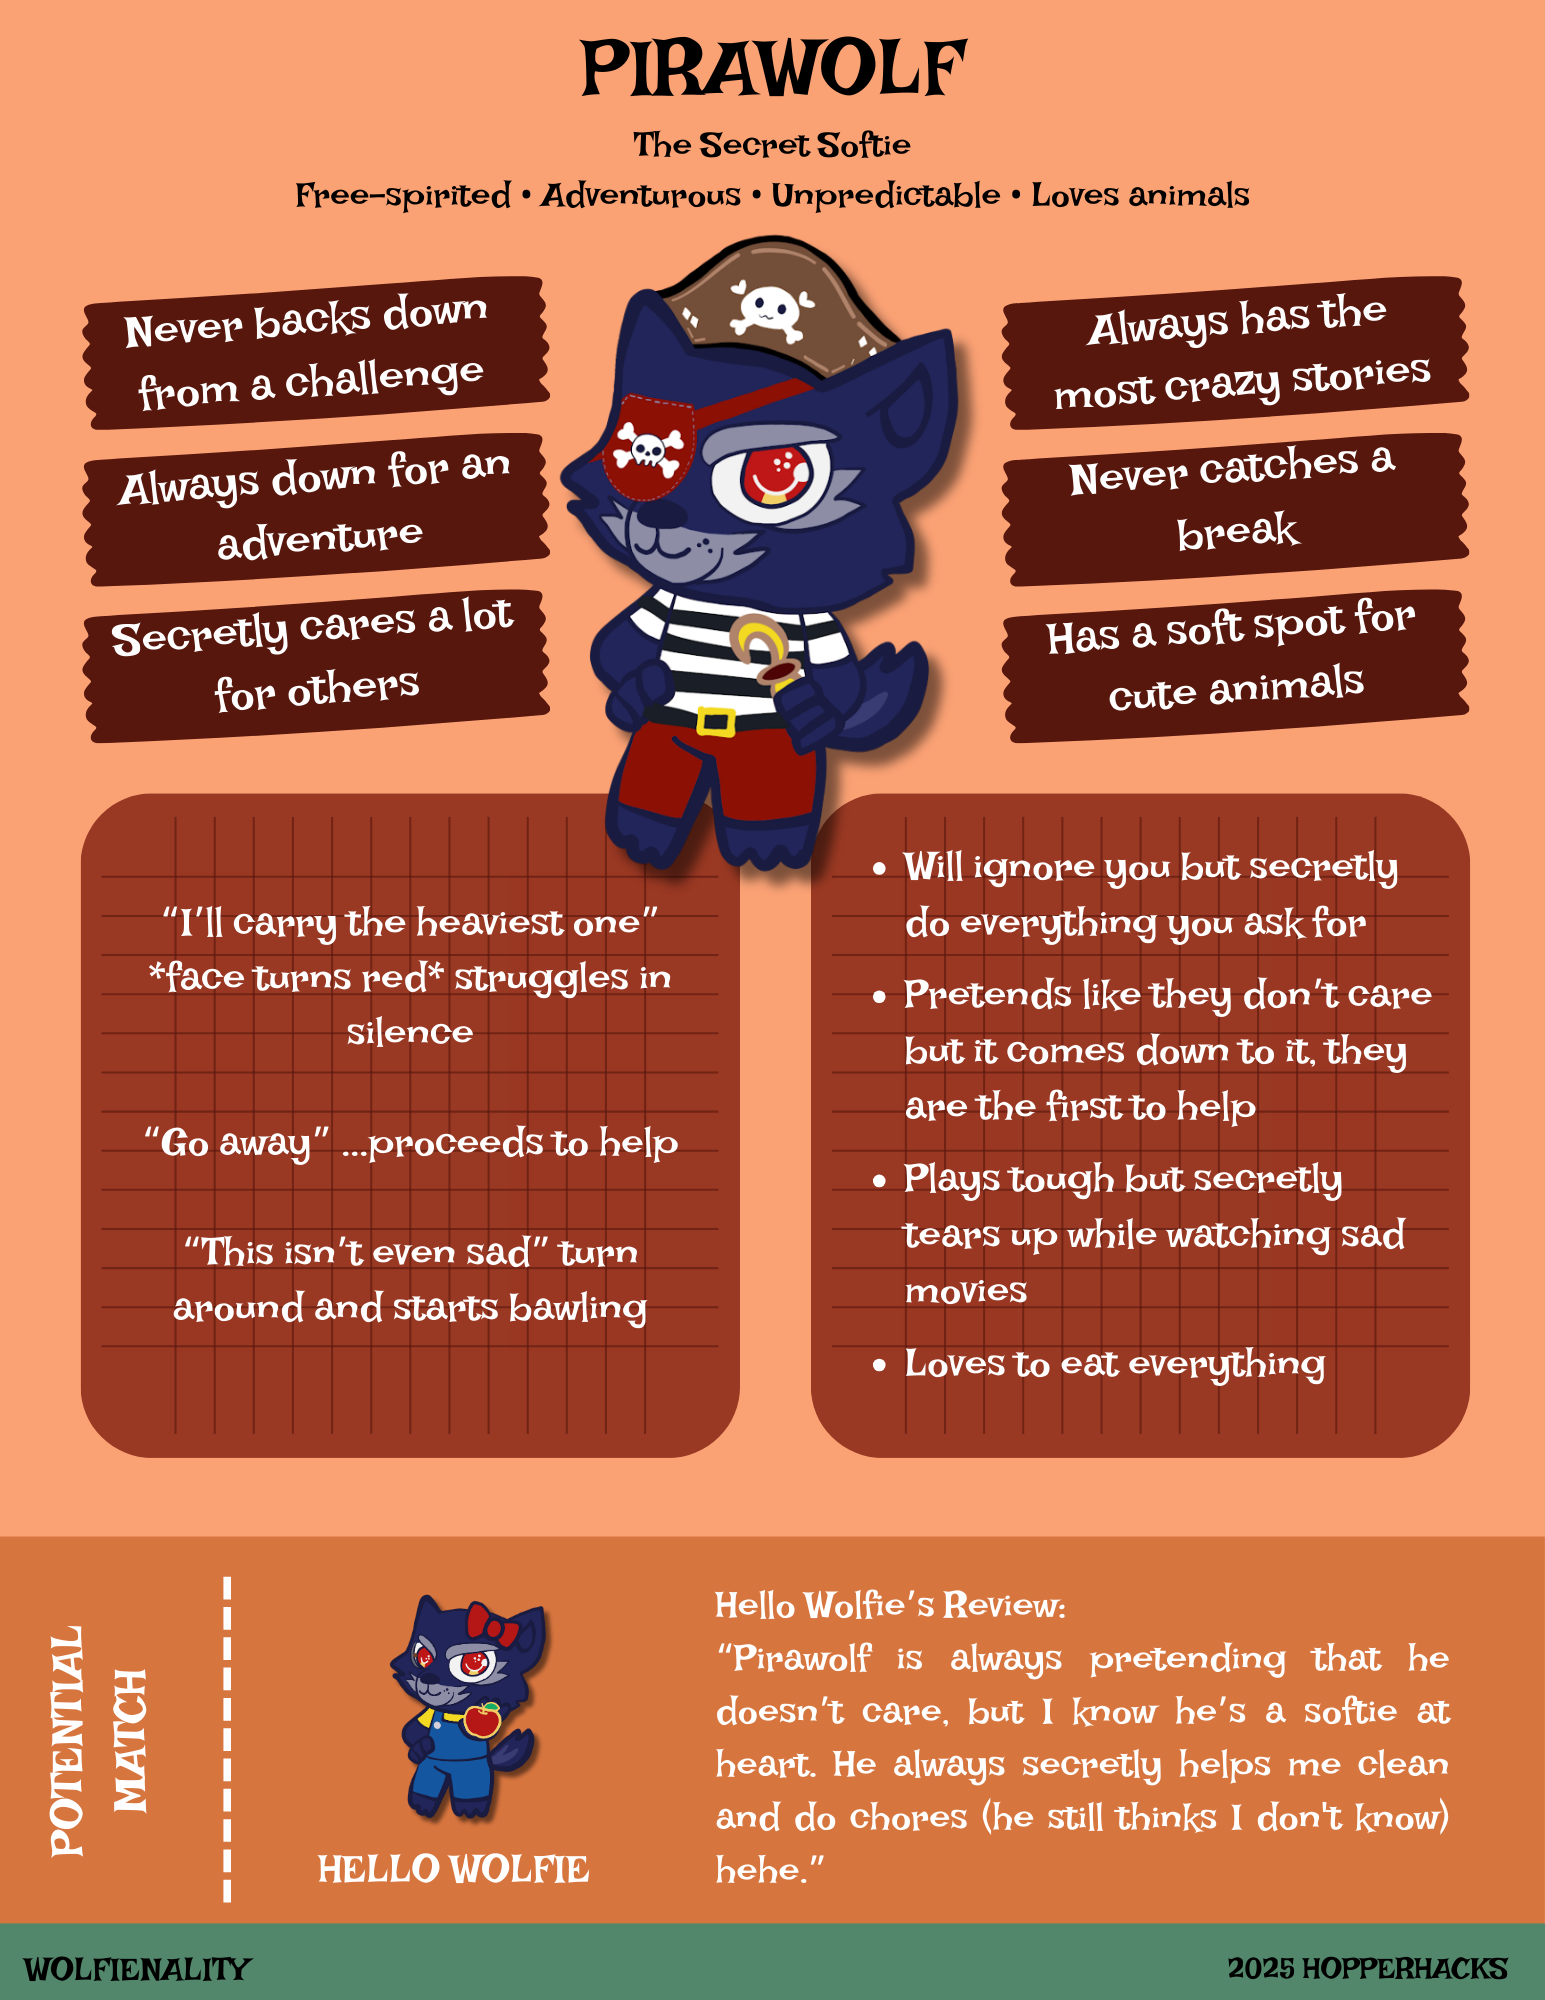 PIRAWOLF
The Secret Softie
Free-spirited • Adventurous • Unpredictable • Loves animals
Never backs down
from a challenge
Always down for an
adventure
Secretly cares a lot
for others
Always has the
most crazy stories
Never catches a
break
Has a soft spot for
cute animals
“I’ll carry the heaviest one”
*face turns red* struggles in
silence
“Go away” ...proceeds to help
“This isn’t even sad” turn
around and starts bawling
• Will ignore you but secretly
do everything you ask for
• Pretends like they don’t care
but it comes down to it, they
are the first to help
• Plays tough but secretly
tears up while watching sad
movies
• Loves to eat everything
POTENTIAL
MATCH
HELLO WOLFIE
Hello Wolfie’s Review:
“Pirawolf is always pretending that he
doesn’t care, but I know he’s a softie at
heart. He always secretly helps me clean
and do chores (he still thinks I don't know)
hehe.”
WOLFIENALITY
2025 HOPPERHACKS